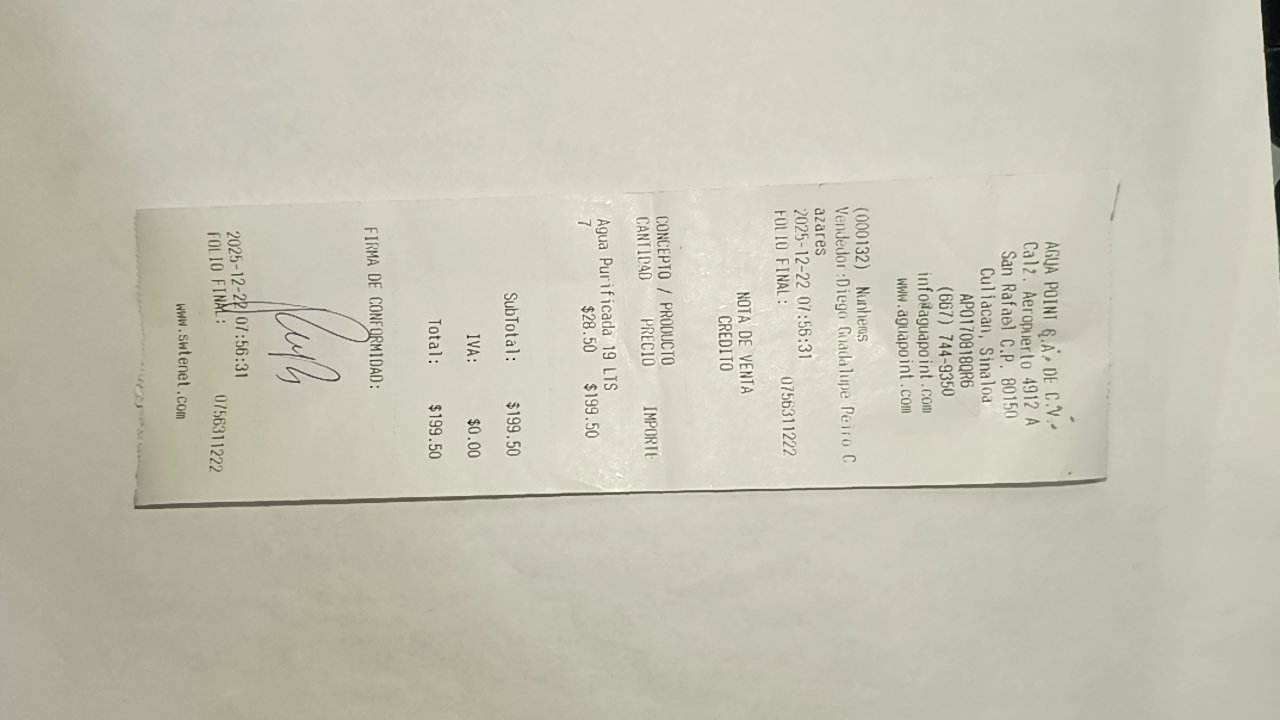 AGUA POINT S.A. DE C.V.
Calz. Aeropuerto 4912 A
San Rafael C.P. 80150
Culiacan, Sinaloa
APO170818QR6
(667) 744-9350
info@aguapoint.com
www.aguapoint.com
(000132) Nunhems
Vendedor:Diego Guadalupe Peiro C
azares
2025-12-22 07:56:31
FOLIO FINAL: 0756311222
NOTA DE VENTA
CREDITO
CONCEPTO / PRODUCTO
CANTIDAD PRECIO IMPORTE
Agua Purificada 19 LTS
7 $28.50 $199.50
SubTotal: $199.50
IVA: $0.00
Total: $199.50
FIRMA DE CONFORMIDAD:
2025-12-22 07:56:31
FOLIO FINAL: 0756311222
www.swtenet.com